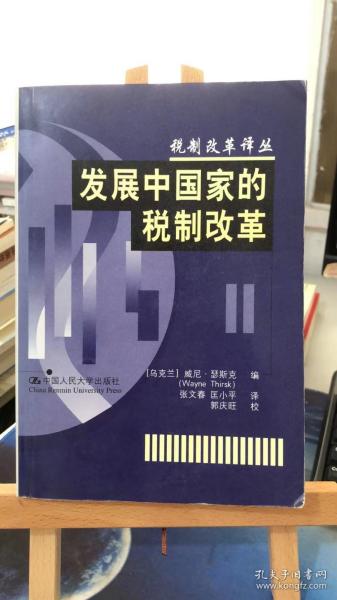 税制改革译丛
发展中国家的
税制改革
[乌克兰] 威尼·瑟斯克 编
(Wayne Thirsk)
张文春 匡小平 译
郭庆旺 校
中国人民大学出版社
China Renmin University Press
孔夫子旧书网